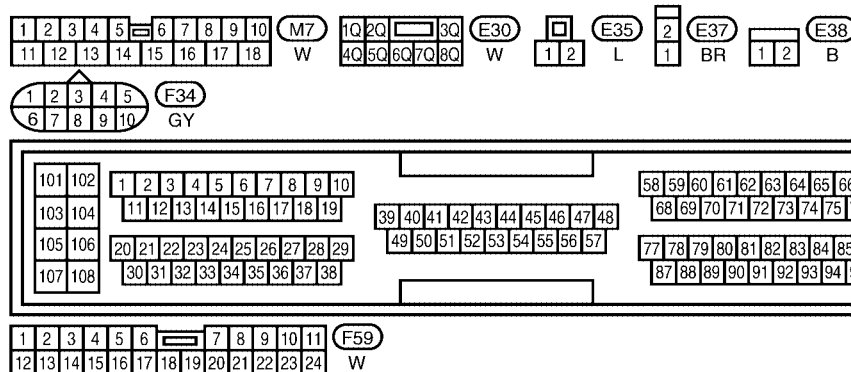 1 2 3 4 5 6 7 8 9 10 M7
11 12 13 14 15 16 17 18 W
1Q 2Q 3Q E30
4Q 5Q 6Q 7Q 8Q W
1 2 E35
L
2 E37
1 BR
1 2 E38
B
1 2 3 4 5 F34
6 7 8 9 10 GY
101 102
103 104
105 106
107 108
1 2 3 4 5 6 7 8 9 10
11 12 13 14 15 16 17 18 19
20 21 22 23 24 25 26 27 28 29
30 31 32 33 34 35 36 37 38
39 40 41 42 43 44 45 46 47 48
49 50 51 52 53 54 55 56 57
58 59 60 61 62 63 64 65 66
68 69 70 71 72 73 74 75
77 78 79 80 81 82 83 84 85
87 88 89 90 91 92 93 94
1 2 3 4 5 6 7 8 9 10 11 F59
12 13 14 15 16 17 18 19 20 21 22 23 24 W